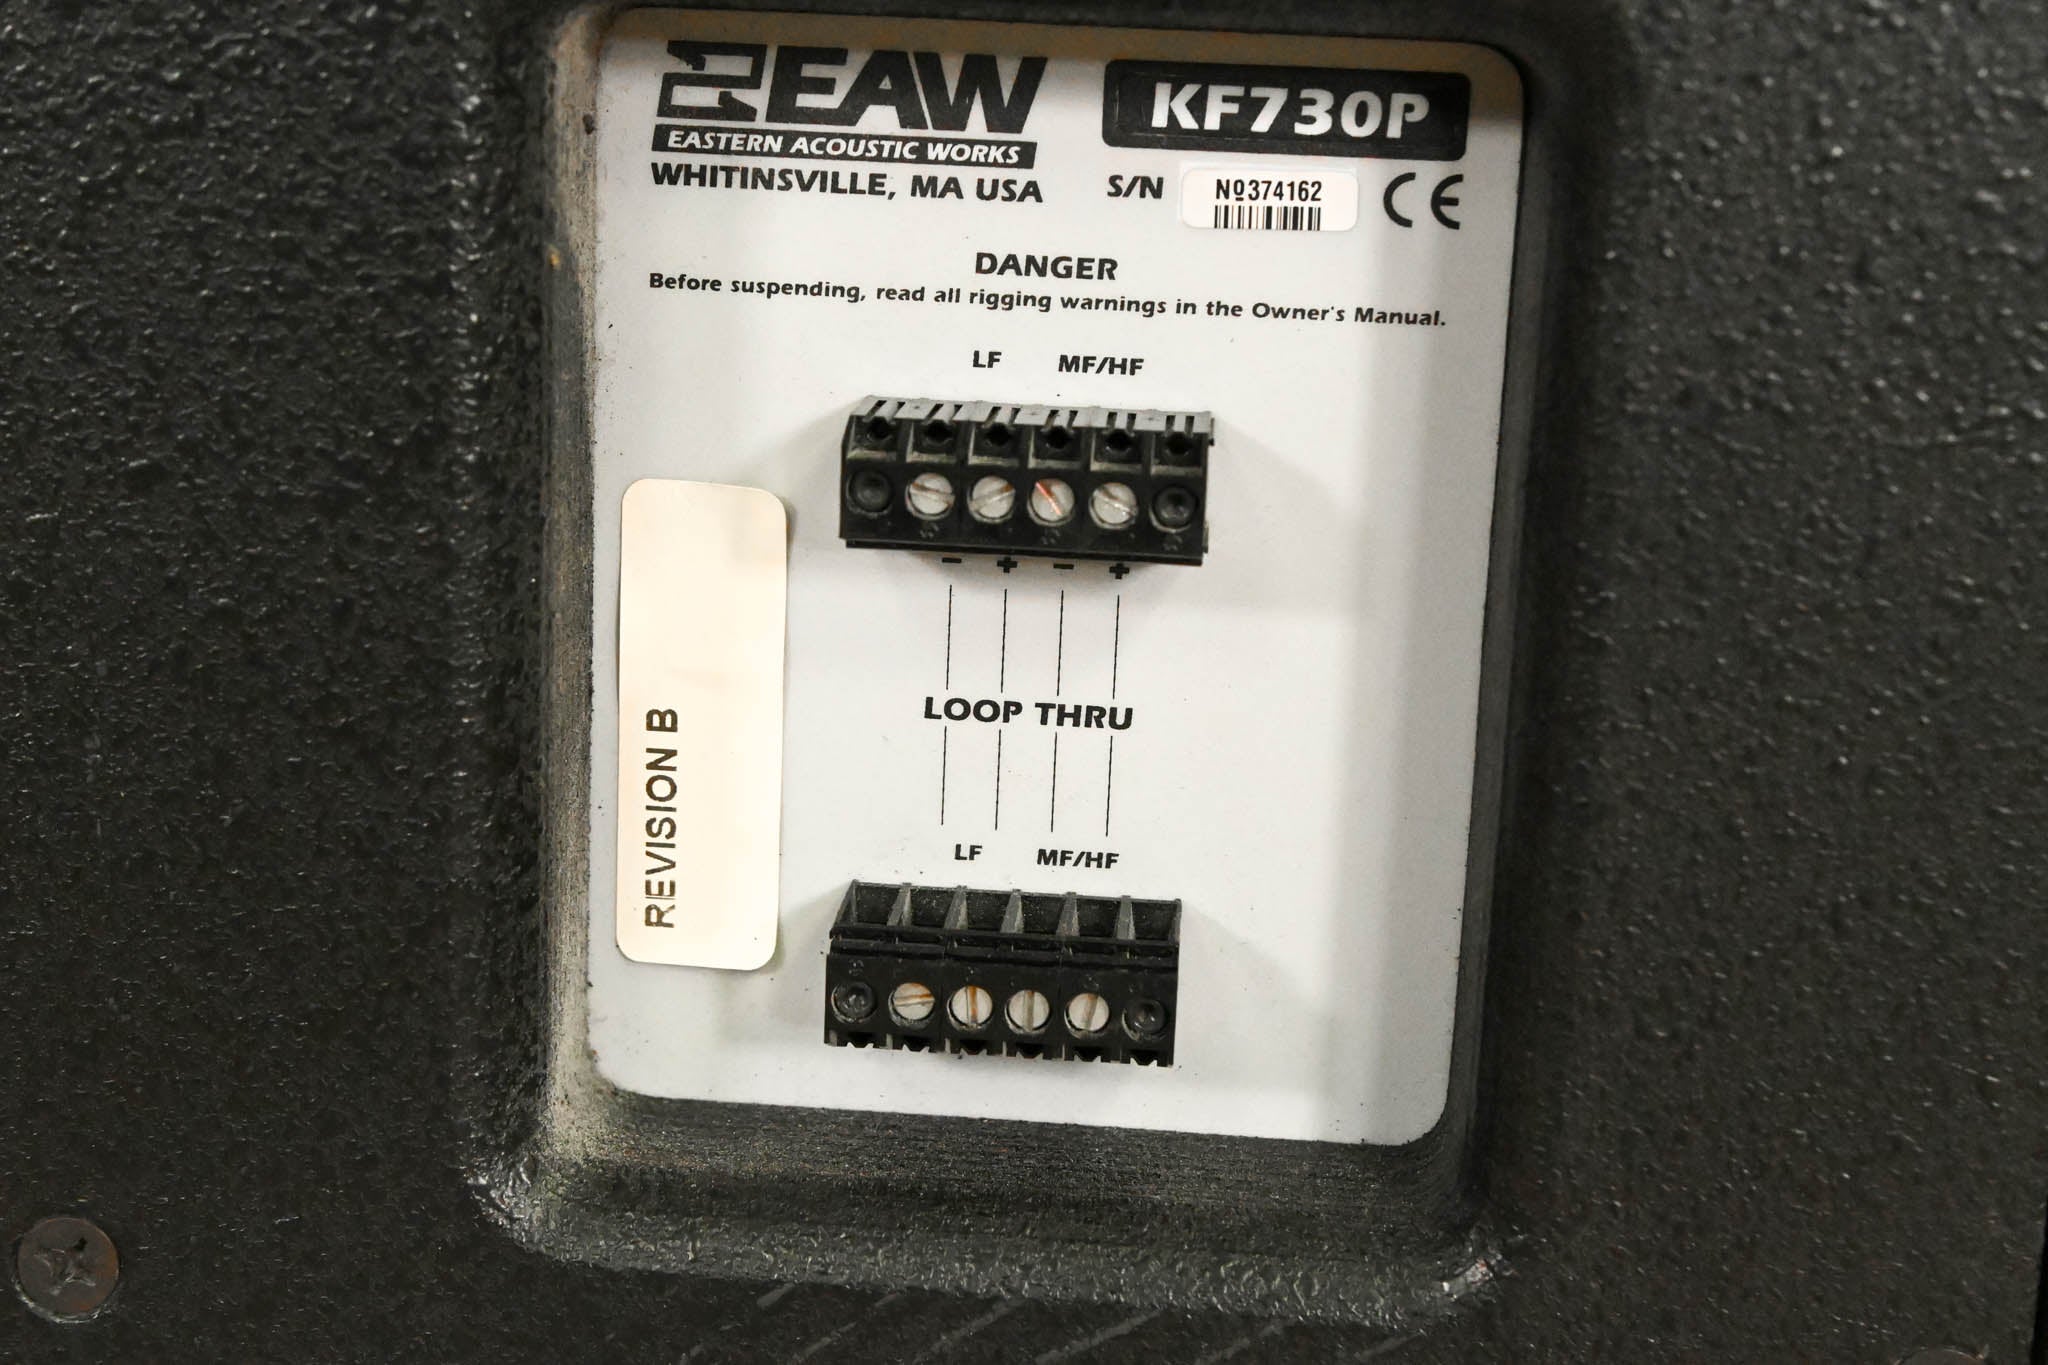 EAW
EASTERN ACOUSTIC WORKS
WHITINSVILLE, MA USA
KF730P
S/N
Nº374162
CE
DANGER
Before suspending, read all rigging warnings in the Owner's Manual.
LF MF/HF
- + - +
LOOP THRU
LF MF/HF
REVISION B